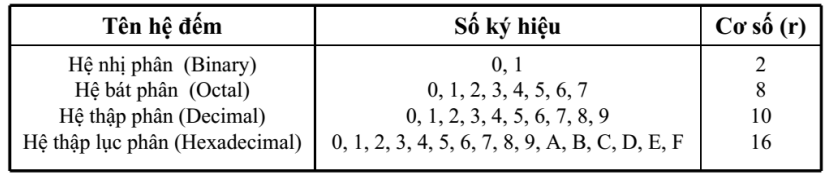 Tên hệ đếm Số ký hiệu Cơ số (r)
Hệ nhị phân (Binary) 0, 1 2
Hệ bát phân (Octal) 0, 1, 2, 3, 4, 5, 6, 7 8
Hệ thập phân (Decimal) 0, 1, 2, 3, 4, 5, 6, 7, 8, 9 10
Hệ thập lục phân (Hexadecimal) 0, 1, 2, 3, 4, 5, 6, 7, 8, 9, A, B, C, D, E, F 16